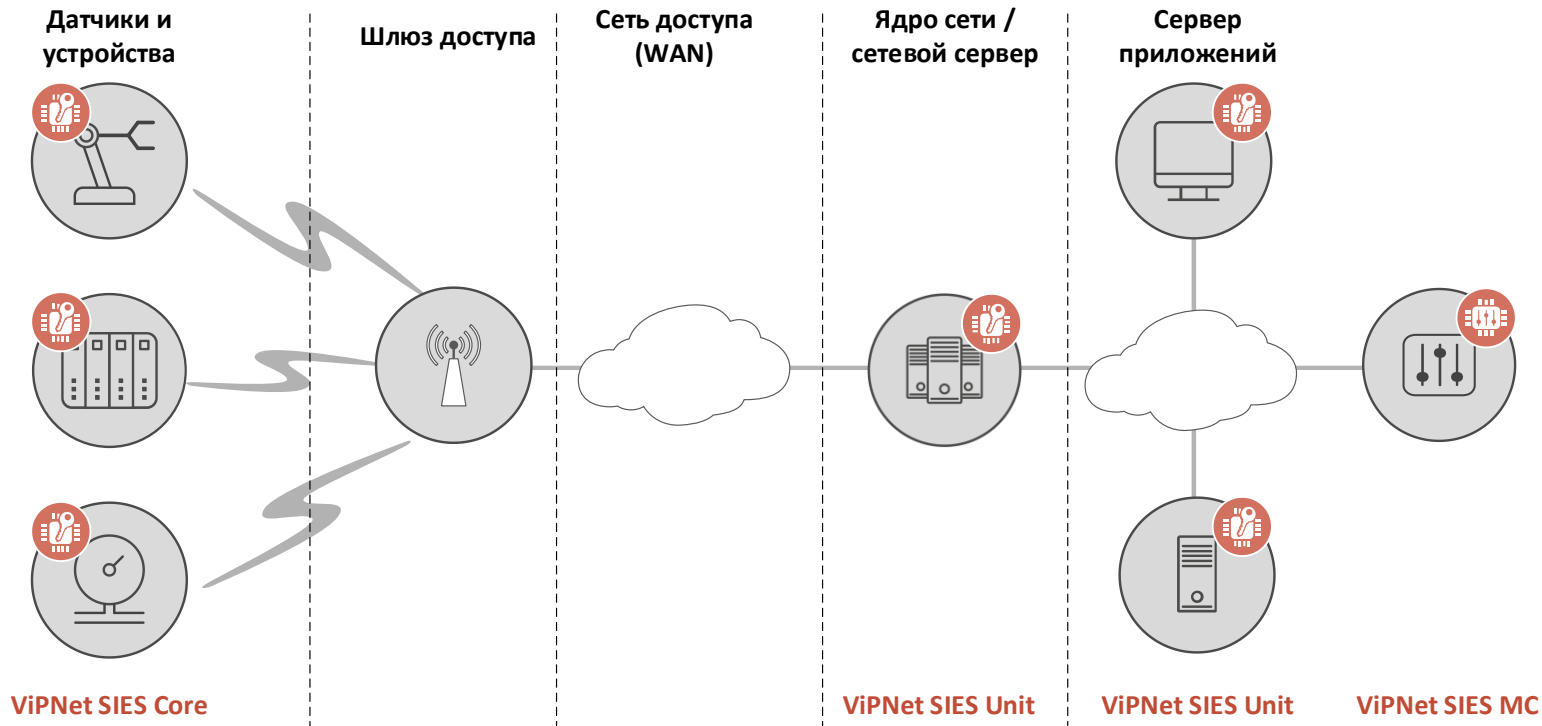 Датчики и
устройства
Шлюз доступа
Сеть доступа
(WAN)
Ядро сети /
сетевой сервер
Сервер
приложений
ViPNet SIES Core
ViPNet SIES Unit
ViPNet SIES Unit
ViPNet SIES MC